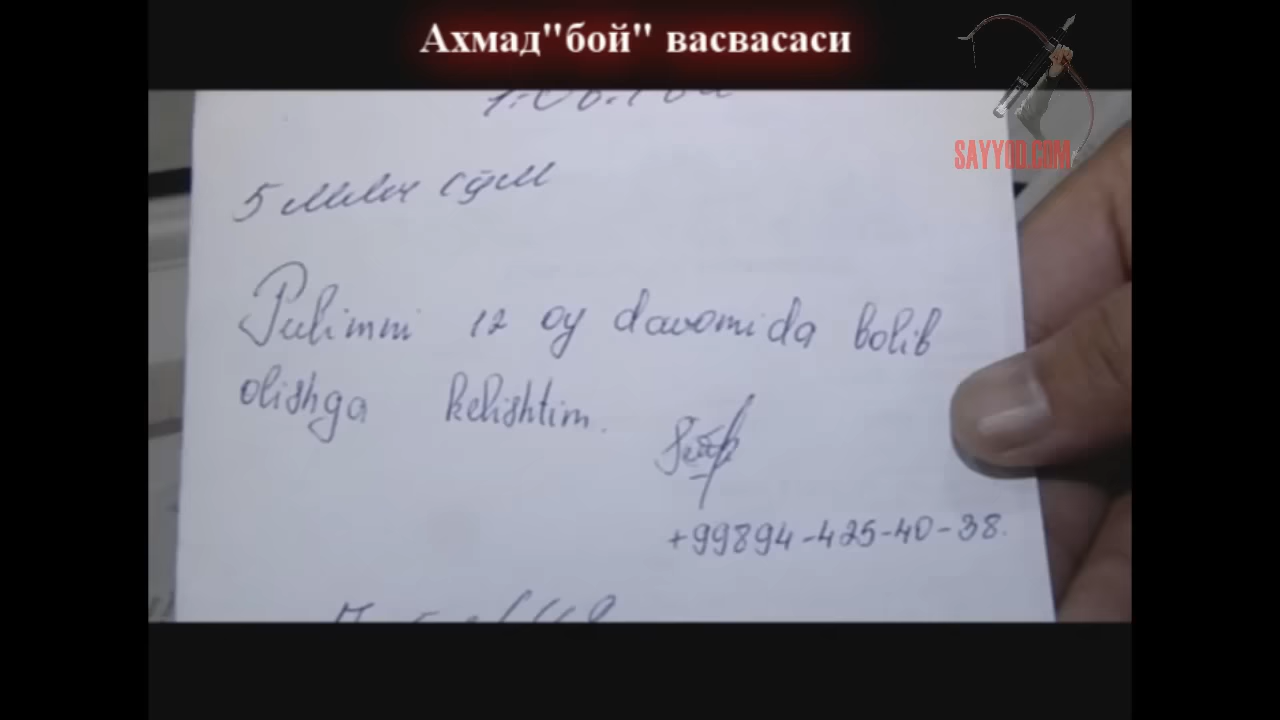 Ахмад"бой" васвасаси
SAYYOD.COM
5 млн сўм
Pulimni 12 oy davomida bolib
olishga kelishtim.
+99894-425-40-38.